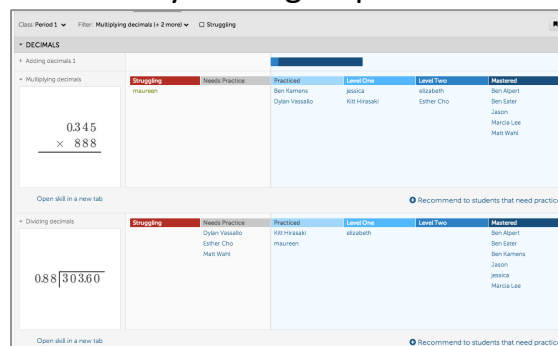 Class: Period 1 Filter: Multiplying decimals (+ 2 more) Struggling
DECIMALS
Adding decimals 1
Multiplying decimals
Struggling Needs Practice Practiced Level One Level Two Mastered
maureen Ben Kamens jessica elizabeth Ben Alpert
Dylan Vassallo Kitt Hirasaki Esther Cho Ben Eater
Jason
Marcia Lee
Matt Wahl
0.345
× 888
Open skill in a new tab Recommend to students that need practice
Dividing decimals
Struggling Needs Practice Practiced Level One Level Two Mastered
Dylan Vassallo Kitt Hirasaki elizabeth Ben Alpert
Esther Cho maureen Ben Eater
Matt Wahl Ben Kamens
Jason
jessica
Marcia Lee
0.88 303.60
Open skill in a new tab Recommend to students that need practice